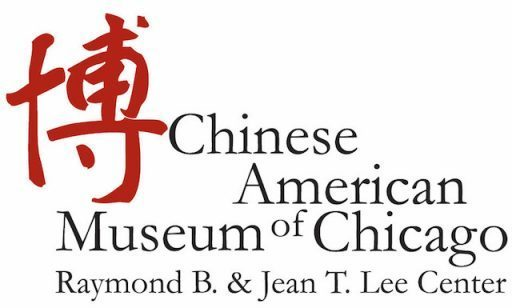 博
Chinese
American
Museum of Chicago
Raymond B. & Jean T. Lee Center